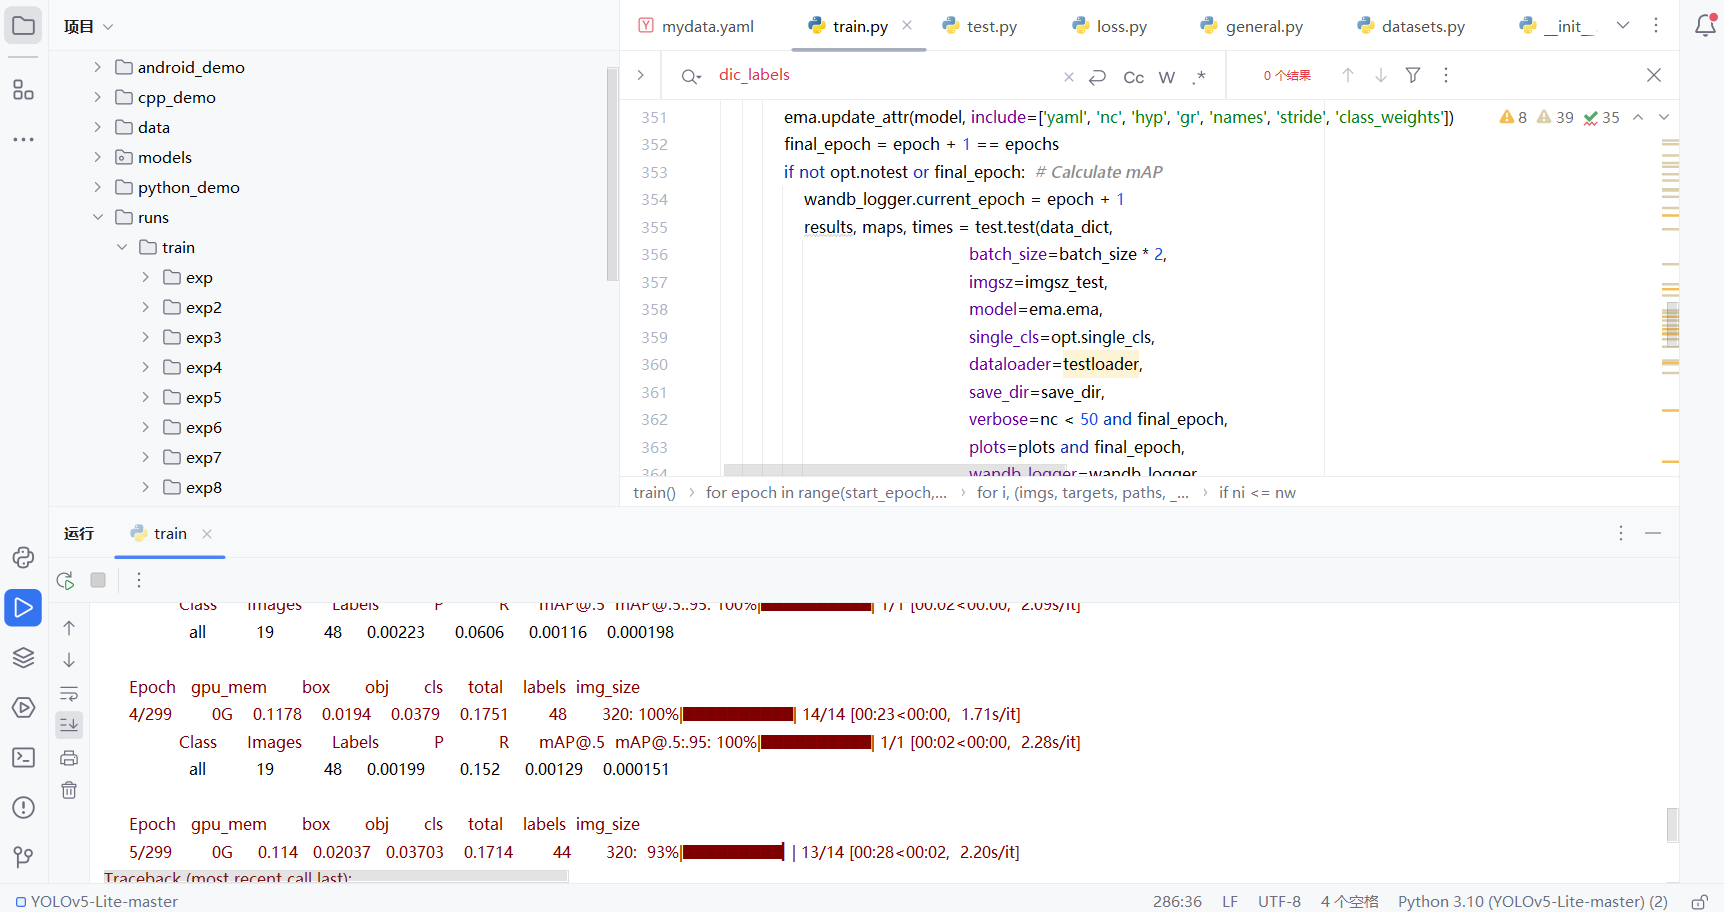 项目
android_demo
cpp_demo
data
models
python_demo
runs
train
exp
exp2
exp3
exp4
exp5
exp6
exp7
exp8
mydata.yaml train.py test.py loss.py general.py datasets.py __init__
dic_labels Cc W .* 0 个结果
351 ema.update_attr(model, include=['yaml', 'nc', 'hyp', 'gr', 'names', 'stride', 'class_weights']) 8 39 35
352 final_epoch = epoch + 1 == epochs
353 if not opt.notest or final_epoch: # Calculate mAP
354 wandb_logger.current_epoch = epoch + 1
355 results, maps, times = test.test(data_dict,
356 batch_size=batch_size * 2,
357 imgsz=imgsz_test,
358 model=ema.ema,
359 single_cls=opt.single_cls,
360 dataloader=testloader,
361 save_dir=save_dir,
362 verbose=nc < 50 and final_epoch,
363 plots=plots and final_epoch,
364 wandb_logger=wandb_logger
train() › for epoch in range(start_epoch,... › for i, (imgs, targets, paths, _... › if ni <= nw
运行 train
Class Images Labels P R mAP@.5 mAP@.5:.95: 100%| | 1/1 [00:02<00:00, 2.09s/it]
all 19 48 0.00223 0.0606 0.00116 0.000198
Epoch gpu_mem box obj cls total labels img_size
4/299 0G 0.1178 0.0194 0.0379 0.1751 48 320: 100%| | 14/14 [00:23<00:00, 1.71s/it]
Class Images Labels P R mAP@.5 mAP@.5:.95: 100%| | 1/1 [00:02<00:00, 2.28s/it]
all 19 48 0.00199 0.152 0.00129 0.000151
Epoch gpu_mem box obj cls total labels img_size
5/299 0G 0.114 0.02037 0.03703 0.1714 44 320: 93%| | 13/14 [00:28<00:02, 2.20s/it]
Traceback (most recent call last):
YOLOv5-Lite-master 286:36 LF UTF-8 4 个空格 Python 3.10 (YOLOv5-Lite-master) (2)